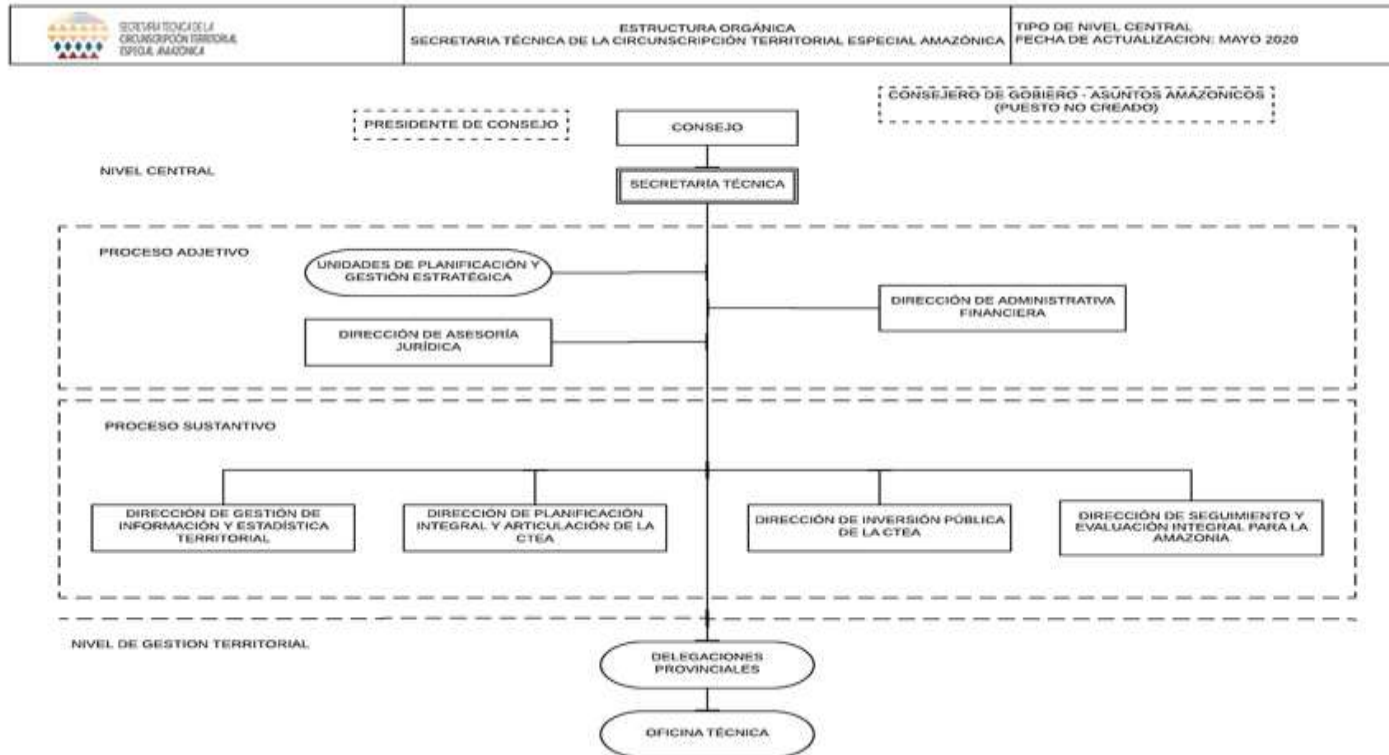 SECRETARÍA TÉCNICA DE LA
CIRCUNSCRIPCIÓN TERRITORIAL
ESPECIAL AMAZÓNICA
ESTRUCTURA ORGÁNICA
SECRETARIA TÉCNICA DE LA CIRCUNSCRIPCIÓN TERRITORIAL ESPECIAL AMAZÓNICA
TIPO DE NIVEL CENTRAL
FECHA DE ACTUALIZACION: MAYO 2020
CONSEJERO DE GOBIERO - ASUNTOS AMAZONICOS
(PUESTO NO CREADO)
PRESIDENTE DE CONSEJO
CONSEJO
NIVEL CENTRAL
SECRETARÍA TÉCNICA
PROCESO ADJETIVO
UNIDADES DE PLANIFICACIÓN Y
GESTIÓN ESTRATÉGICA
DIRECCIÓN DE ADMINISTRATIVA
FINANCIERA
DIRECCIÓN DE ASESORÍA
JURÍDICA
PROCESO SUSTANTIVO
DIRECCIÓN DE GESTIÓN DE
INFORMACIÓN Y ESTADÍSTICA
TERRITORIAL
DIRECCIÓN DE PLANIFICACIÓN
INTEGRAL Y ARTICULACIÓN DE LA
CTEA
DIRECCIÓN DE INVERSIÓN PÚBLICA
DE LA CTEA
DIRECCIÓN DE SEGUIMIENTO Y
EVALUACIÓN INTEGRAL PARA LA
AMAZONIA
NIVEL DE GESTION TERRITORIAL
DELEGACIONES
PROVINCIALES
OFICINA TÉCNICA